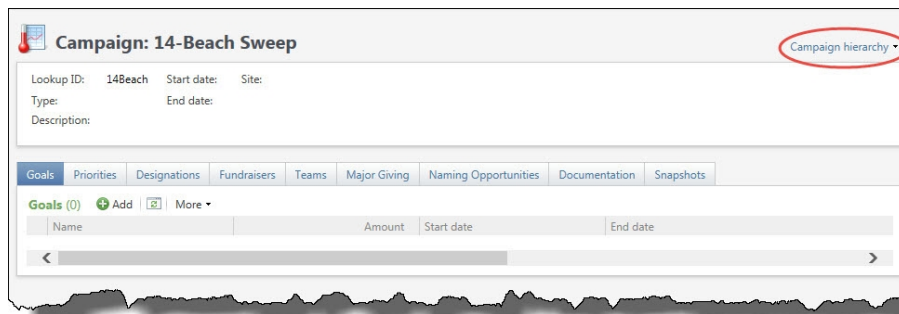 Campaign: 14-Beach Sweep
Campaign hierarchy
Lookup ID: 14Beach Start date: Site:
Type: End date:
Description:
Goals Priorities Designations Fundraisers Teams Major Giving Naming Opportunities Documentation Snapshots
Goals (0) Add More
Name Amount Start date End date